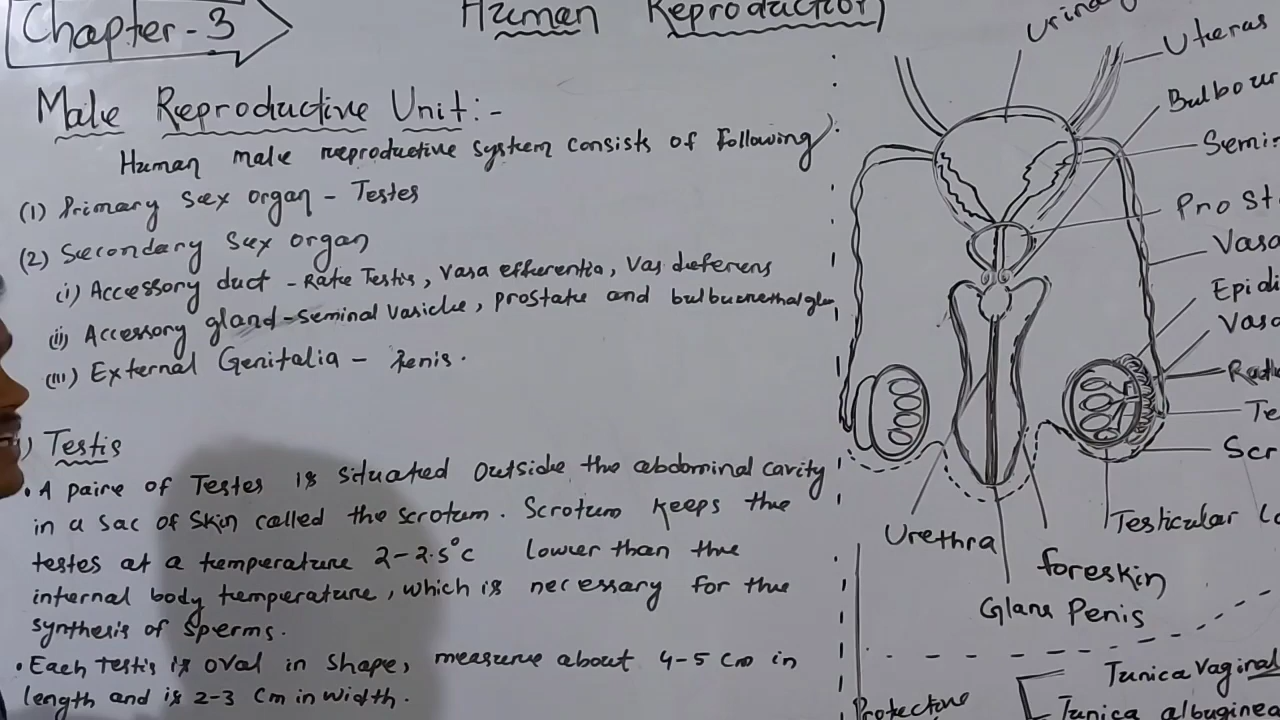 Chapter-3
Human Reproduction
Male Reproductive Unit:-
Human male reproductive system consists of following
(1) Primary sex organ - Testes
(2) Secondary sex organ
(i) Accessory duct - Rate Testis, Vasa efferentia, Vas deferens
(ii) Accessory gland - seminal vasicle, prostate and bulbourethral glan
(iii) External Genitalia - Penis.
) Testis
• A paire of Testes is situated outside the abdominal cavity
in a sac of skin called the scrotum. Scrotum keeps the
testes at a temperature 2-2.5°c lower than the
internal body temperature, which is necessary for the
synthesis of sperms.
• Each testis is oval in shape, measure about 4-5 cm in
length and is 2-3 cm in width.
Urina
Uterus
Bulbour
Semi
Prost
Vasa
Epidi
Vasa
Te
Scr
Testicular
Urethra
foreskin
Glans Penis
Tunica Vaginal
Protective
Tunica albuginea